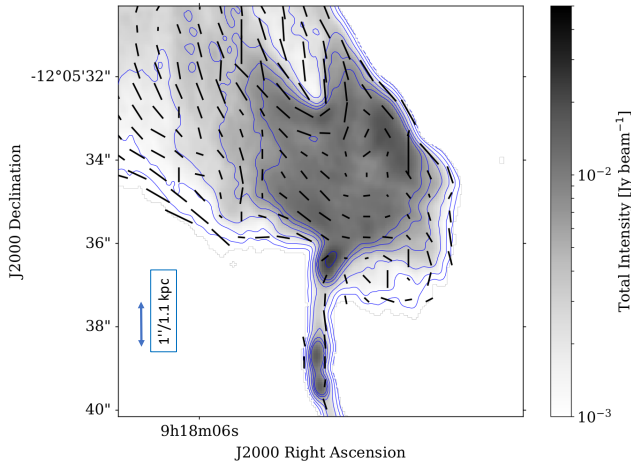 -12°05'32"
34"
36"
38"
40"
J2000 Declination
1''/1.1 kpc
9h18m06s
J2000 Right Ascension
10⁻²
10⁻³
Total Intensity [Jy beam⁻¹]